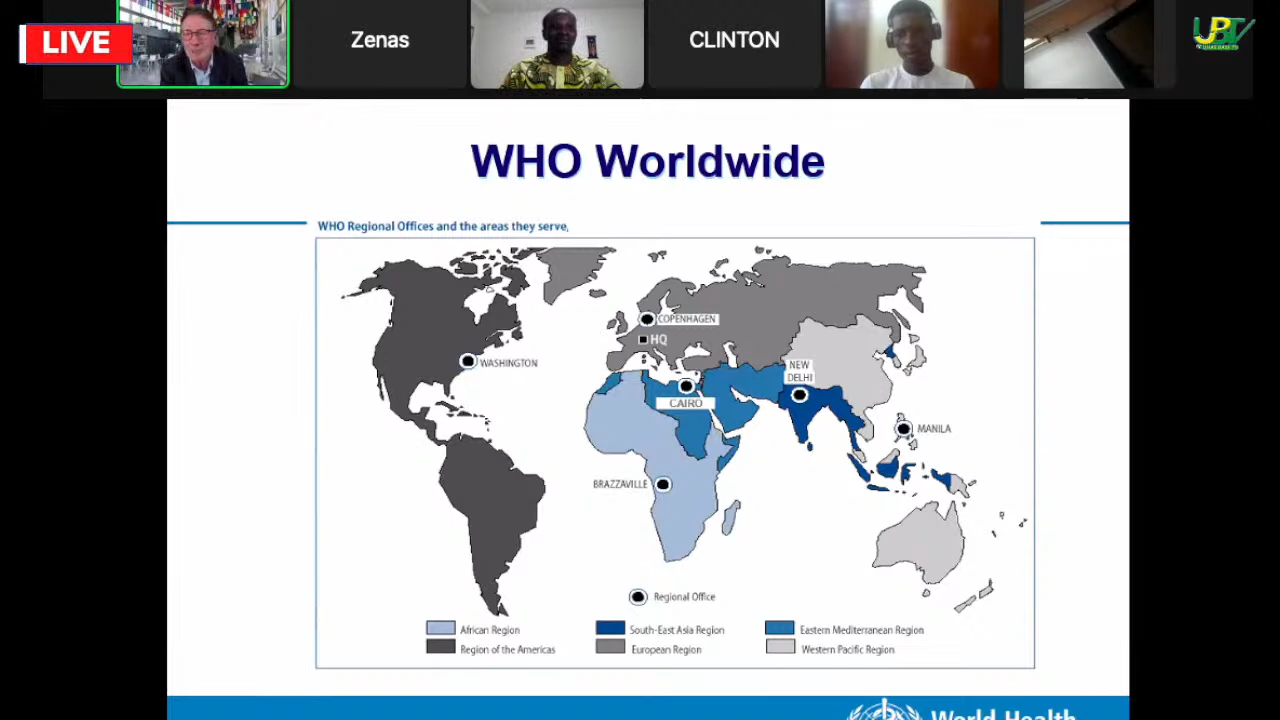 LIVE
Zenas
CLINTON
UBTV
WHO Worldwide
WHO Regional Offices and the areas they serve,
COPENHAGEN
HQ
WASHINGTON
NEW
DELHI
CAIRO
MANILA
BRAZZAVILLE
Regional Office
African Region
South-East Asia Region
Eastern Mediterranean Region
Region of the Americas
European Region
Western Pacific Region
World Health